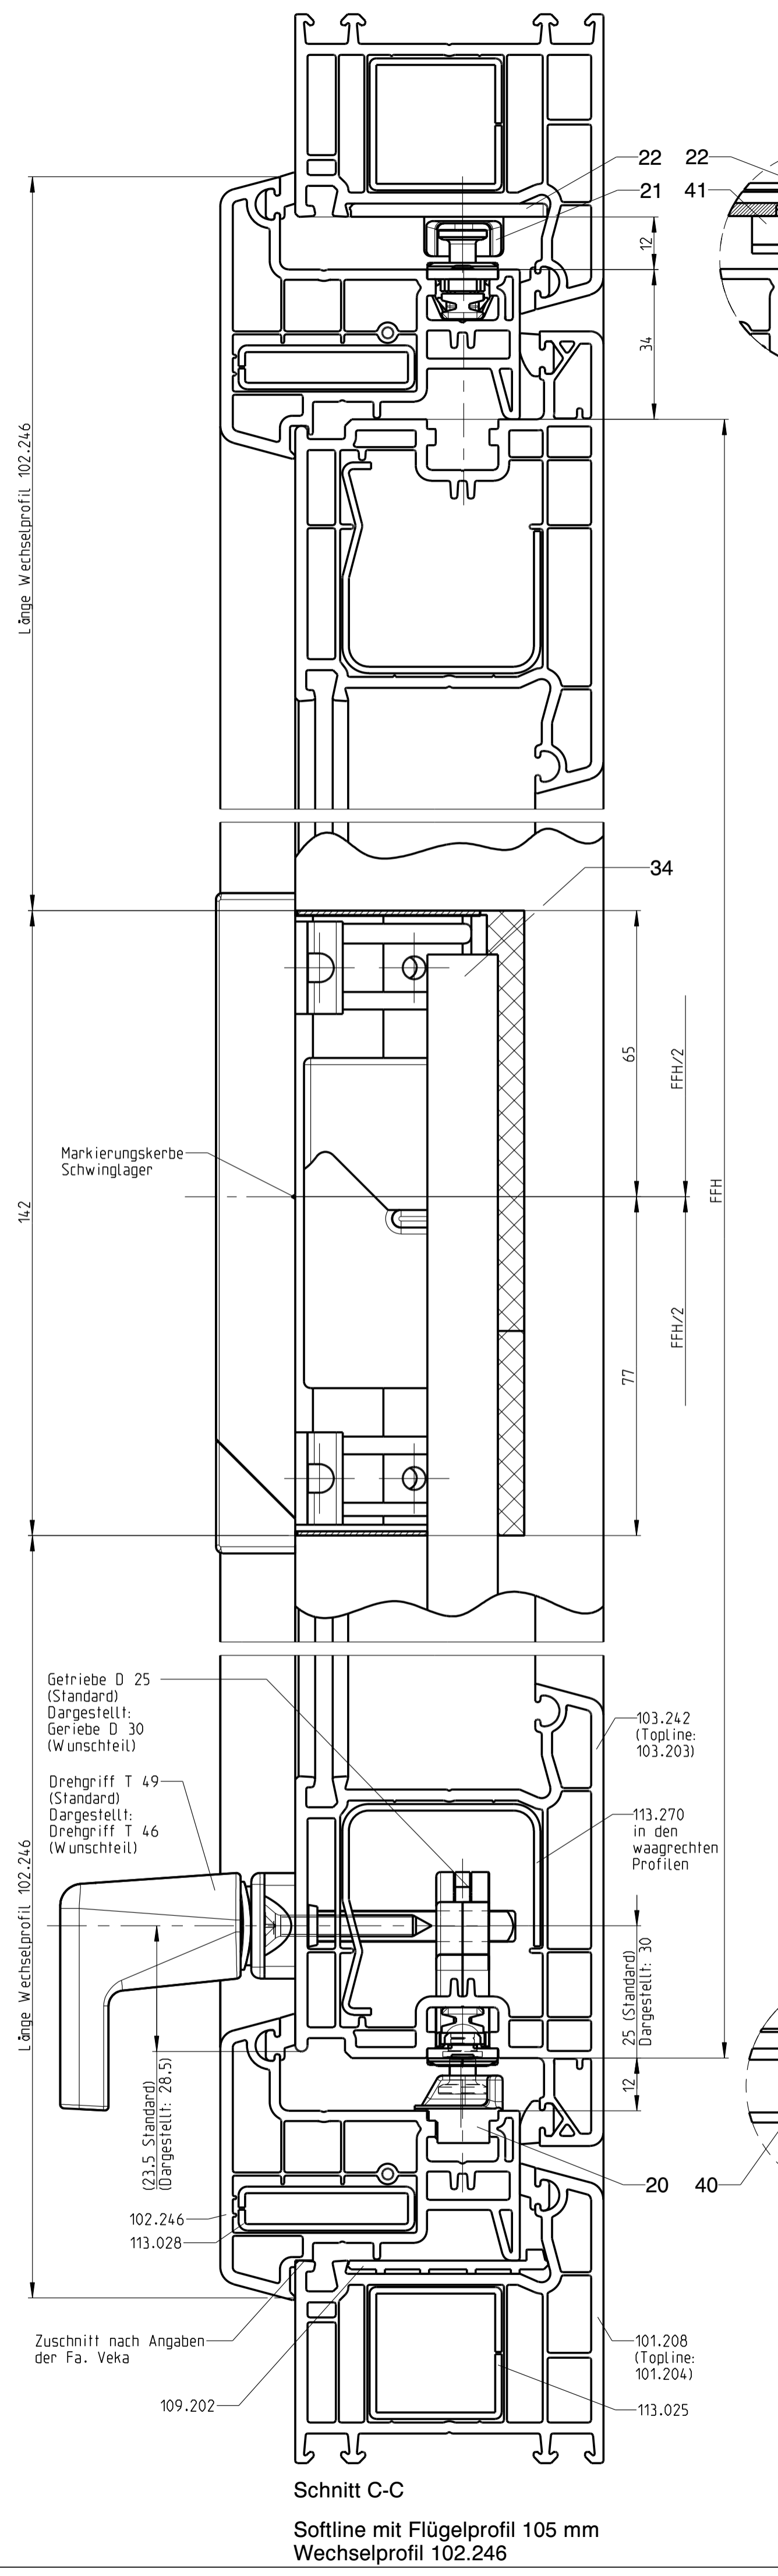 22 22
21 41
12
34
Länge Wechselprofil 102.246
34
65
FFH/2
Markierungskerbe
Schwinglager
142
FFH
77
FFH/2
Getriebe D 25
(Standard)
Dargestellt:
Geriebe D 30
(Wunschteil)
103.242
(Topline:
103.203)
Drehgriff T 49
(Standard)
Dargestellt:
Drehgriff T 46
(Wunschteil)
113.270
in den
waagrechten
Profilen
Länge Wechselprofil 102.246
25 (Standard)
Dargestellt: 30
(23.5 Standard)
(Dargestellt: 28.5)
12
20 40
102.246
113.028
Zuschnitt nach Angaben
der Fa. Veka
101.208
(Topline:
101.204)
109.202
113.025
Schnitt C-C
Softline mit Flügelprofil 105 mm
Wechselprofil 102.246